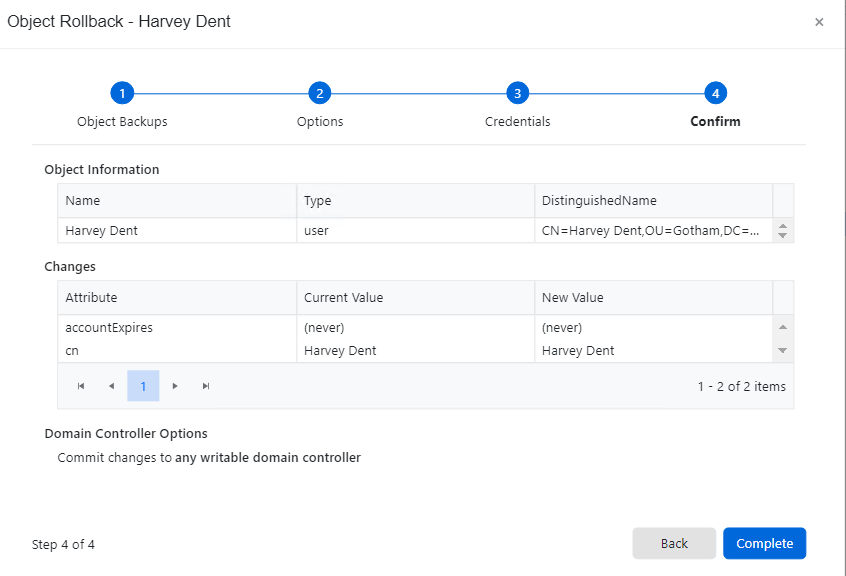 Object Rollback - Harvey Dent
×
1 2 3 4
Object Backups Options Credentials Confirm
Object Information
Name Type DistinguishedName
Harvey Dent user CN=Harvey Dent,OU=Gotham,DC=...
Changes
Attribute Current Value New Value
accountExpires (never) (never)
cn Harvey Dent Harvey Dent
1 1 - 2 of 2 items
Domain Controller Options
Commit changes to any writable domain controller
Step 4 of 4 Back Complete